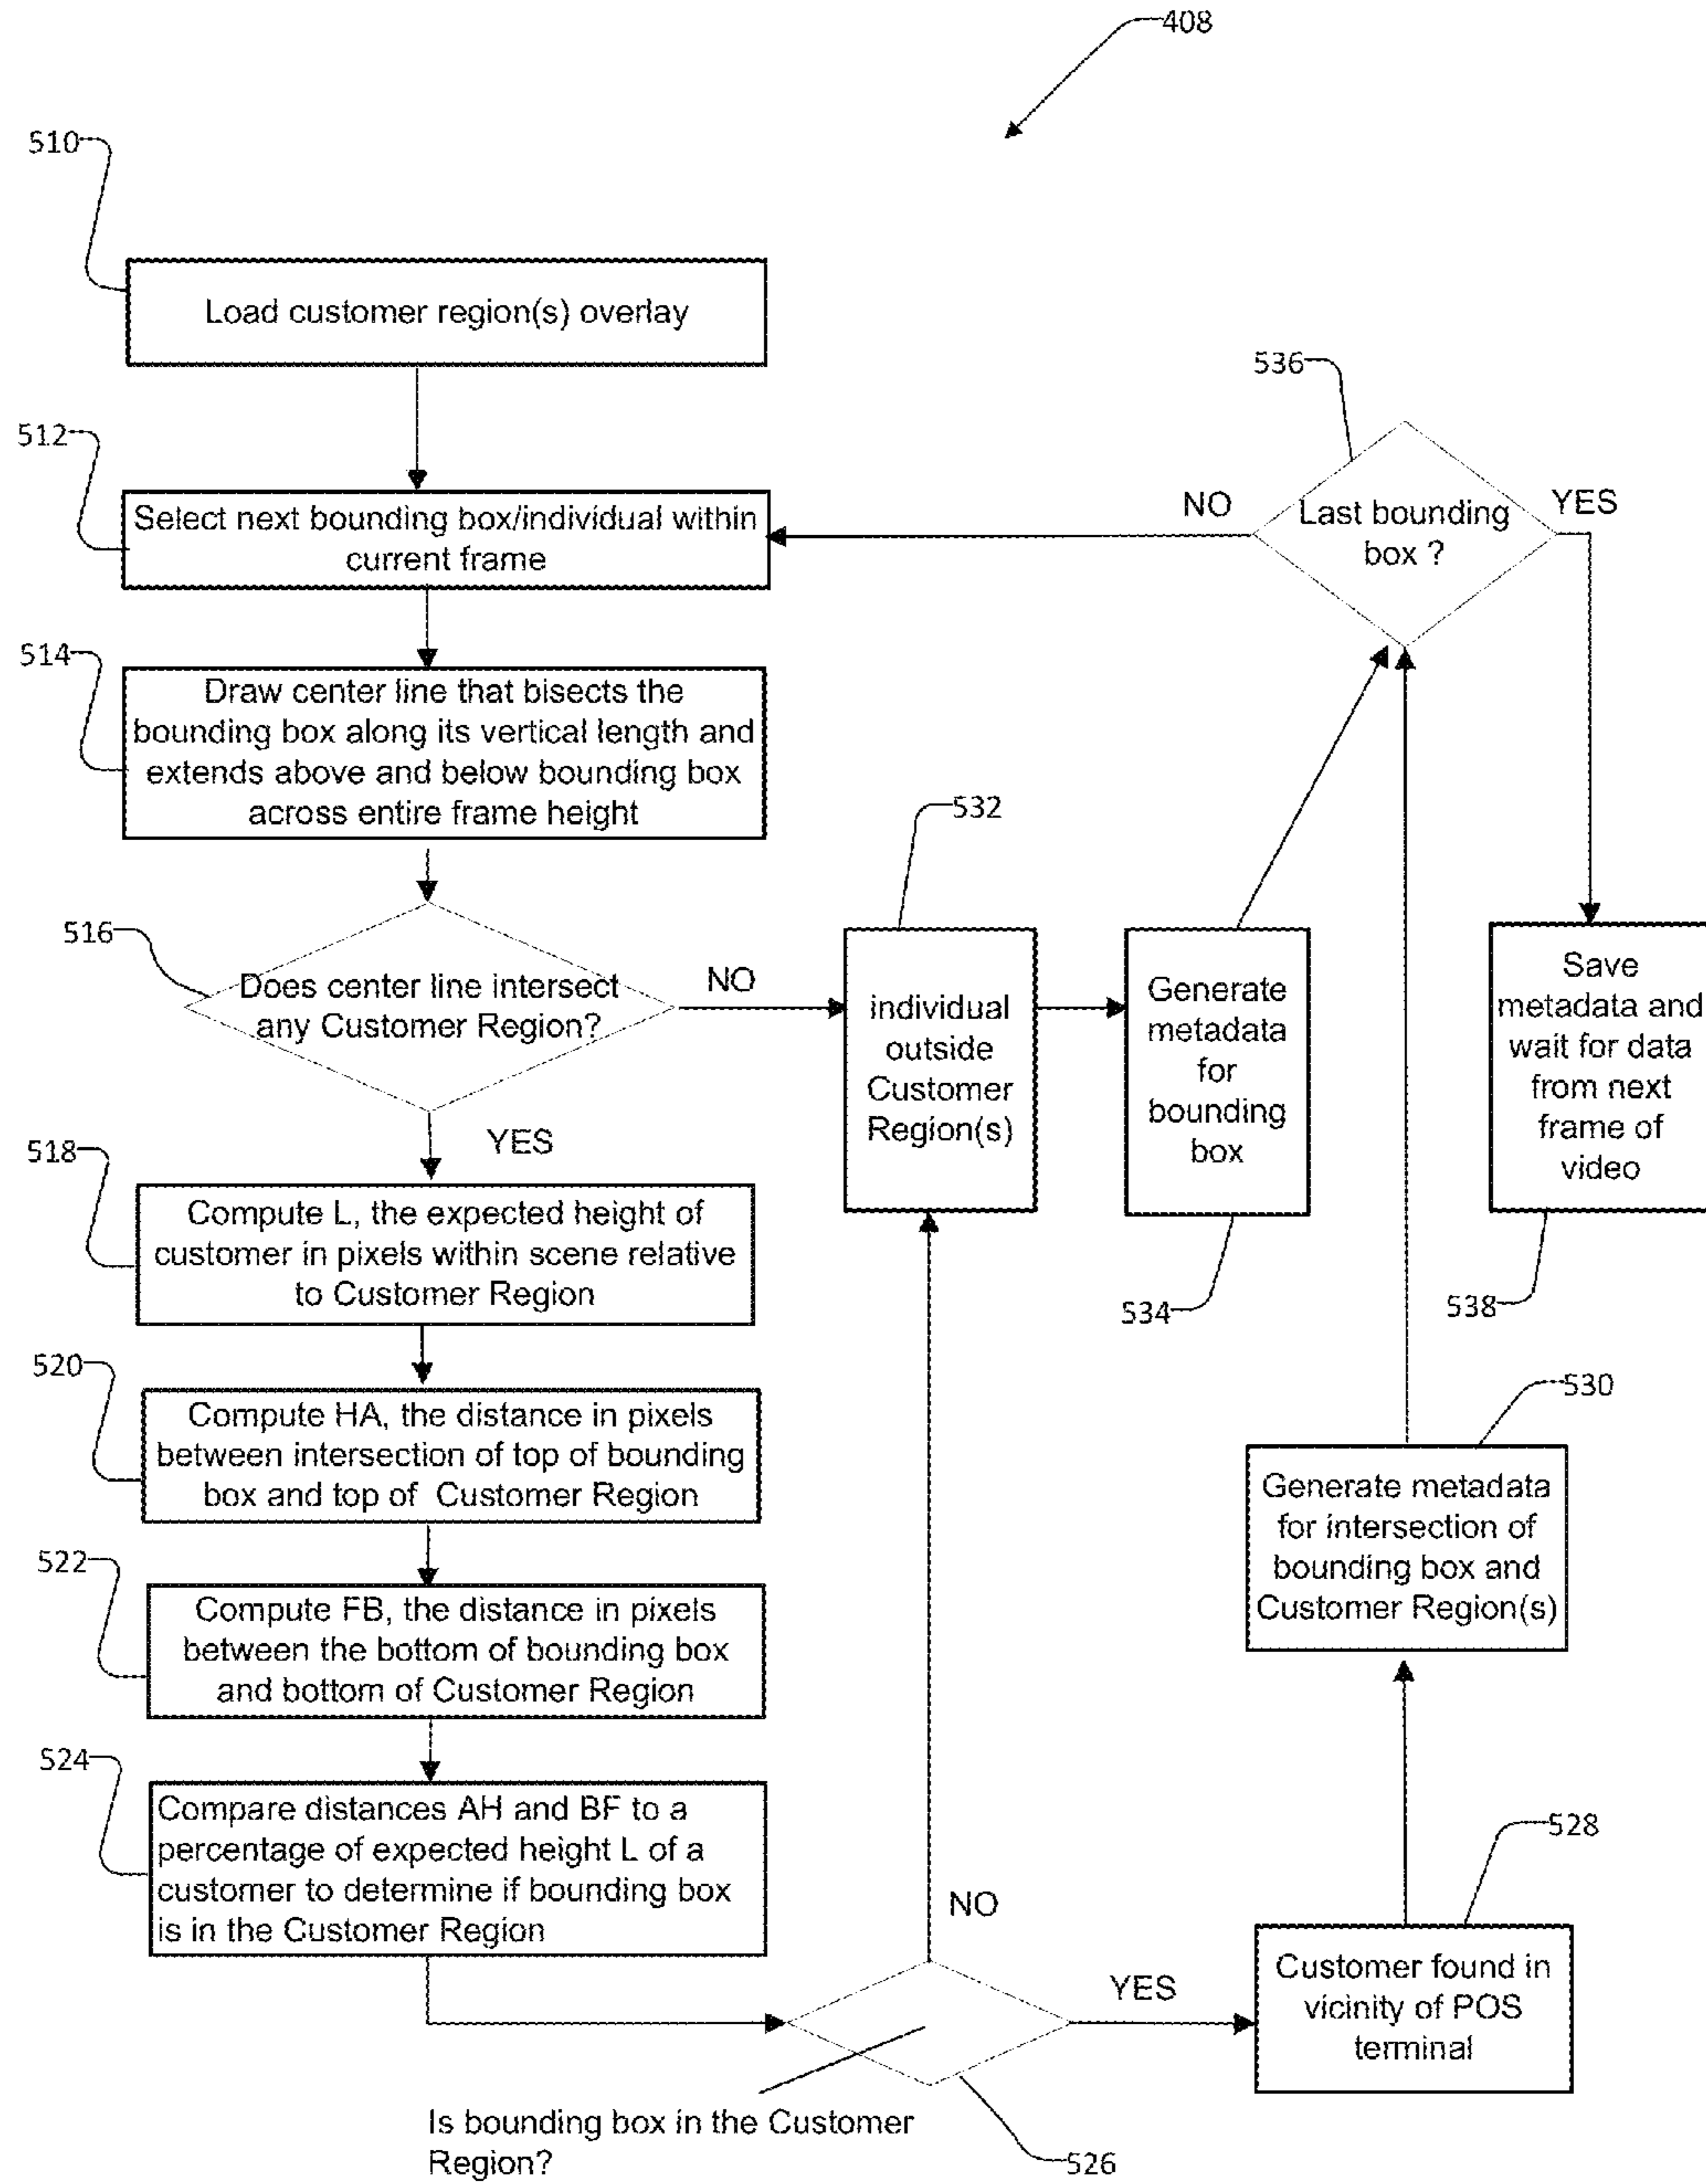 408
510
Load customer region(s) overlay
536
512
Select next bounding box/individual within
current frame
NO
Last bounding
box ?
YES
514
Draw center line that bisects the
bounding box along its vertical length and
extends above and below bounding box
across entire frame height
532
516
Does center line intersect
any Customer Region?
NO
individual
outside
Customer
Region(s)
Generate
metadata
for
bounding
box
Save
metadata and
wait for data
from next
frame of
video
YES
518
Compute L, the expected height of
customer in pixels within scene relative
to Customer Region
534
538
520
Compute HA, the distance in pixels
between intersection of top of bounding
box and top of Customer Region
530
Generate metadata
for intersection of
bounding box and
Customer Region(s)
522
Compute FB, the distance in pixels
between the bottom of bounding box
and bottom of Customer Region
524
Compare distances AH and BF to a
percentage of expected height L of a
customer to determine if bounding box
is in the Customer Region
528
NO
YES
Customer found in
vicinity of POS
terminal
Is bounding box in the Customer
Region?
526